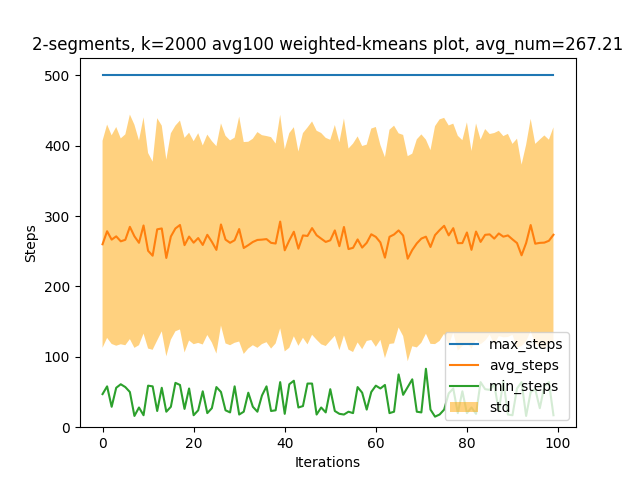 2-segments, k=2000 avg100 weighted-kmeans plot, avg_num=267.21
500
400
300
200
100
0
Steps
0 20 40 60 80 100
Iterations
max_steps
avg_steps
min_steps
std